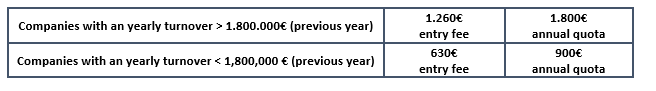 Companies with an yearly turnover > 1.800.000€ (previous year)
1.260€
entry fee
1.800€
annual quota
Companies with an yearly turnover < 1,800,000 € (previous year)
630€
entry fee
900€
annual quota